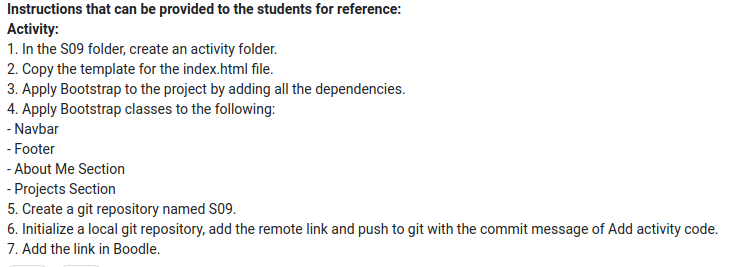 Instructions that can be provided to the students for reference:
Activity:
1. In the S09 folder, create an activity folder.
2. Copy the template for the index.html file.
3. Apply Bootstrap to the project by adding all the dependencies.
4. Apply Bootstrap classes to the following:
- Navbar
- Footer
- About Me Section
- Projects Section
5. Create a git repository named S09.
6. Initialize a local git repository, add the remote link and push to git with the commit message of Add activity code.
7. Add the link in Boodle.